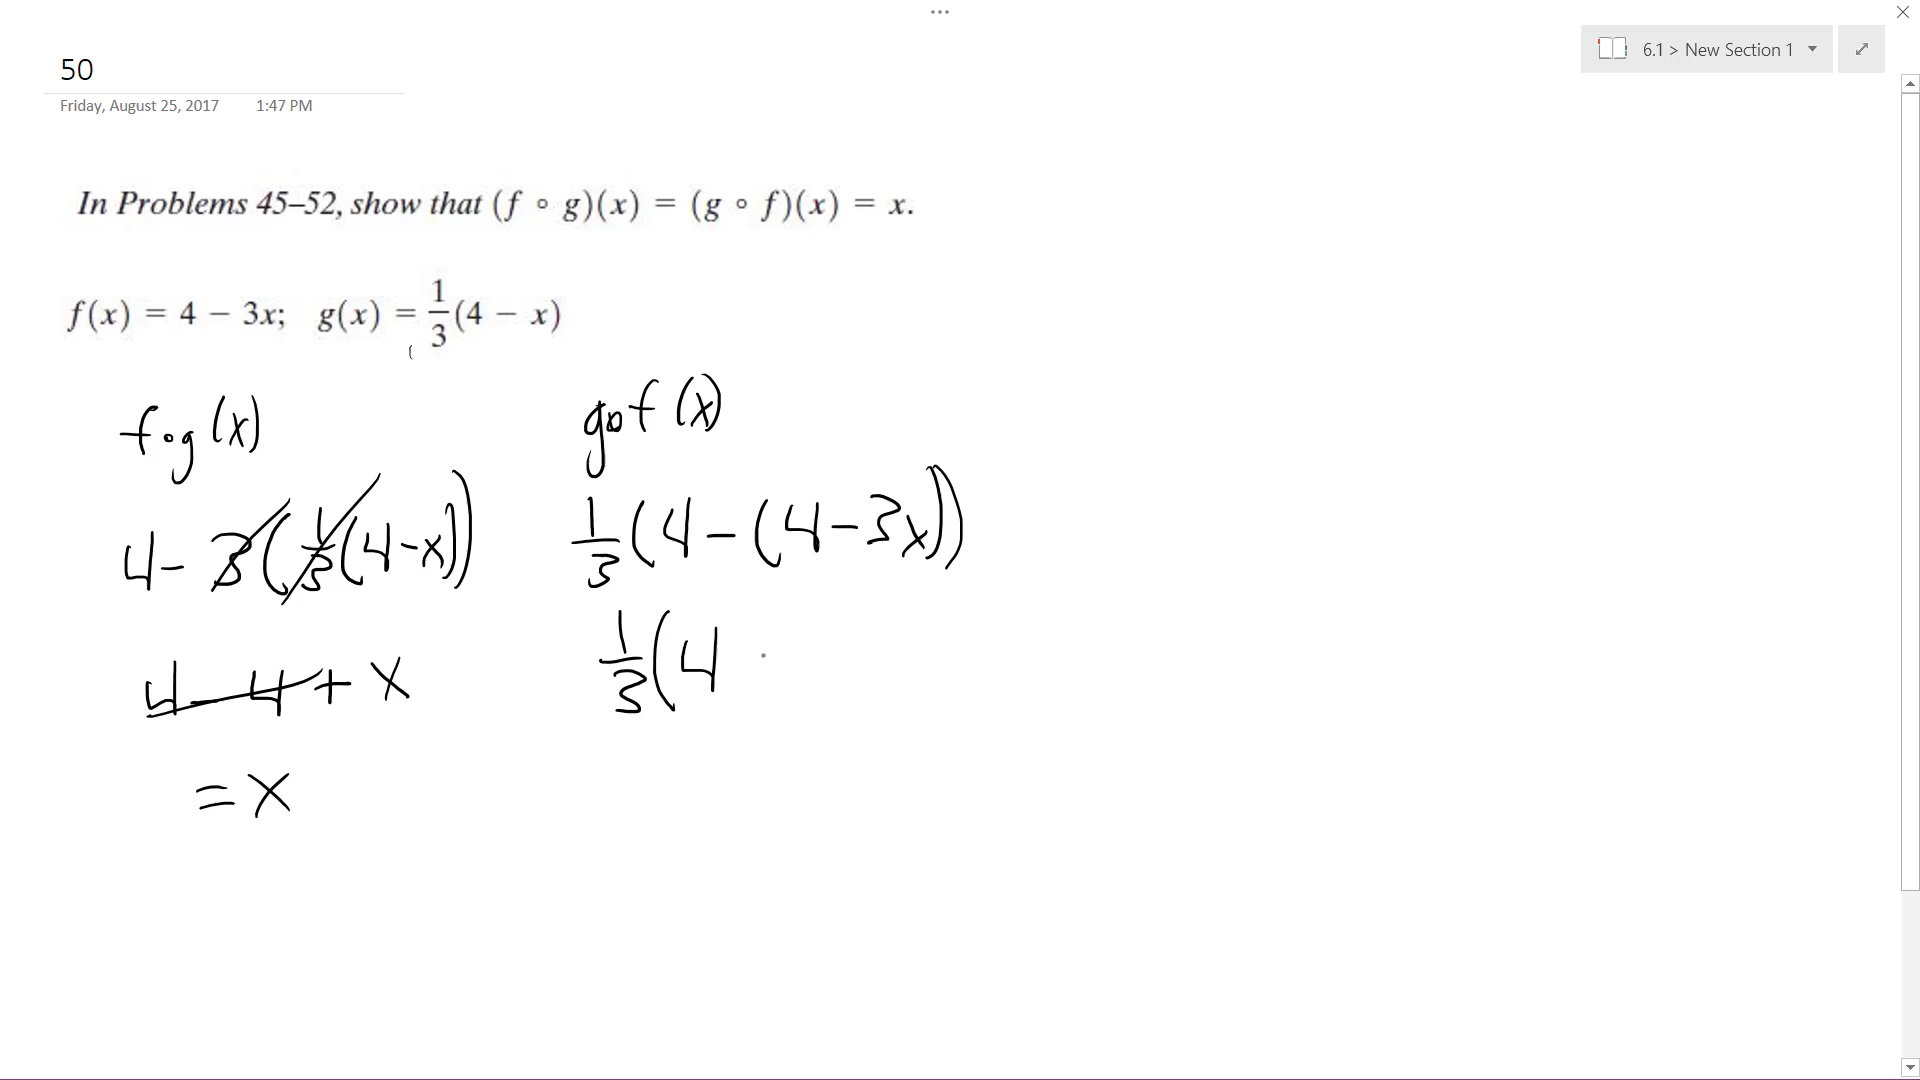 6.1 > New Section 1
50
Friday, August 25, 2017 1:47 PM
In Problems 45–52, show that (f ∘ g)(x) = (g ∘ f)(x) = x.
f(x) = 4 − 3x; g(x) = 1/3 (4 − x)
(
f∘g(x)
4 − 3(1/3(4−x))
4 − 4 + x
= x
g∘f(x)
1/3(4 − (4 − 3x))
1/3(4